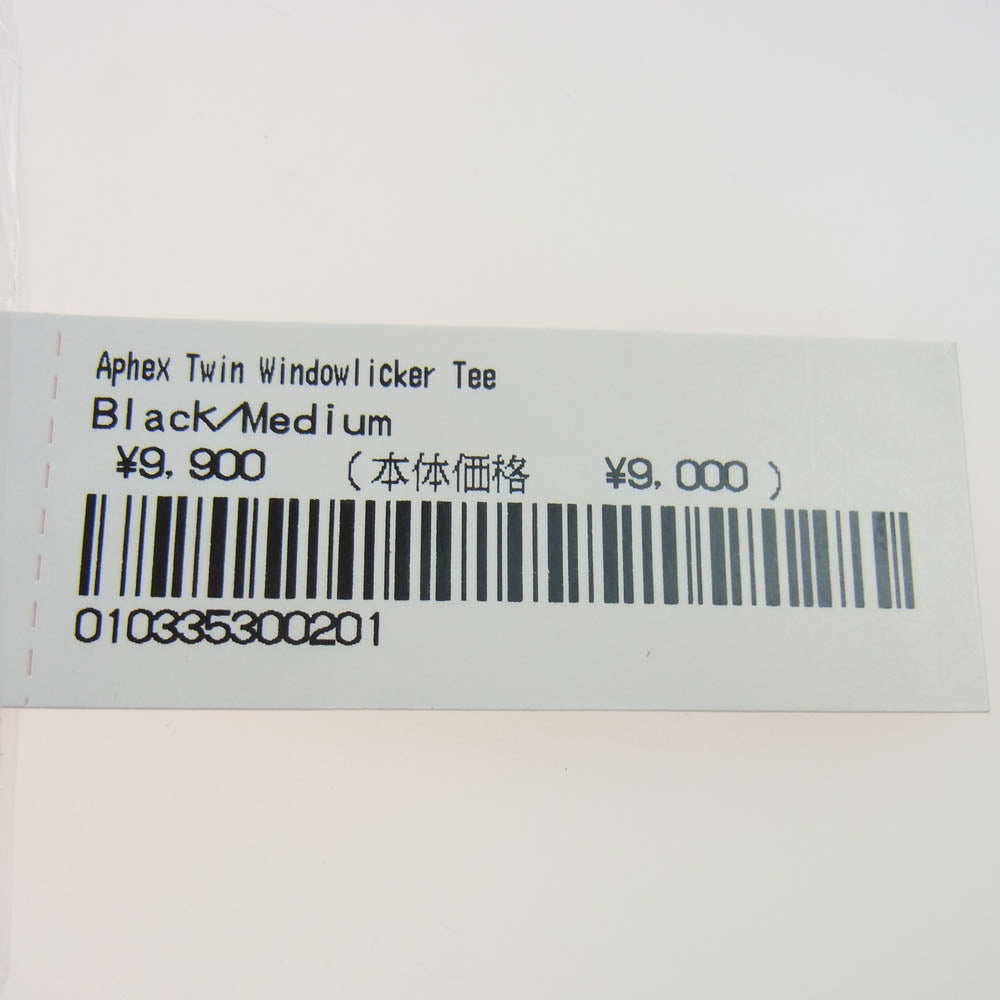 Aphex Twin Windowlicker Tee
Black/Medium
¥9,900 (本体価格 ¥9,000)
010335300201